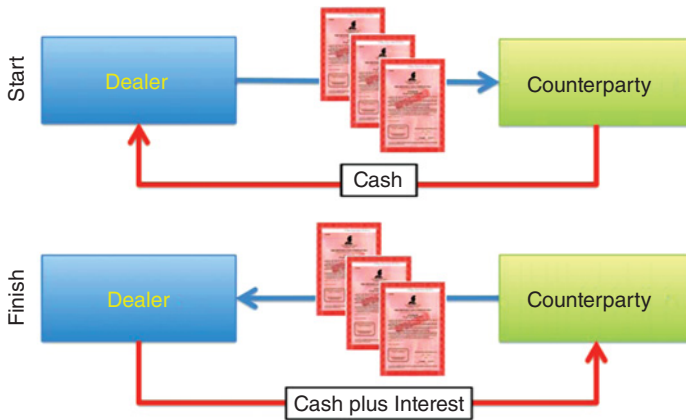 Start
Dealer
Counterparty
Cash
Finish
Dealer
Counterparty
Cash plus Interest